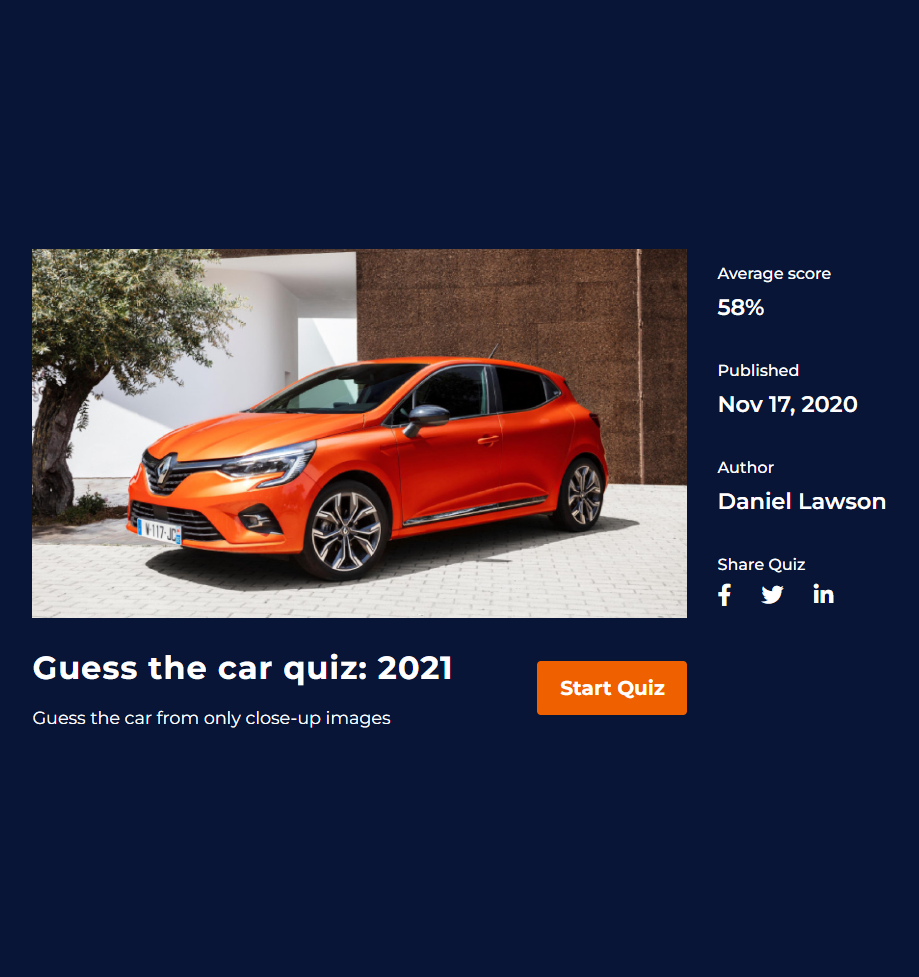 Average score
58%
Published
Nov 17, 2020
Author
Daniel Lawson
Share Quiz
W-117-JC
Guess the car quiz: 2021
Guess the car from only close-up images
Start Quiz